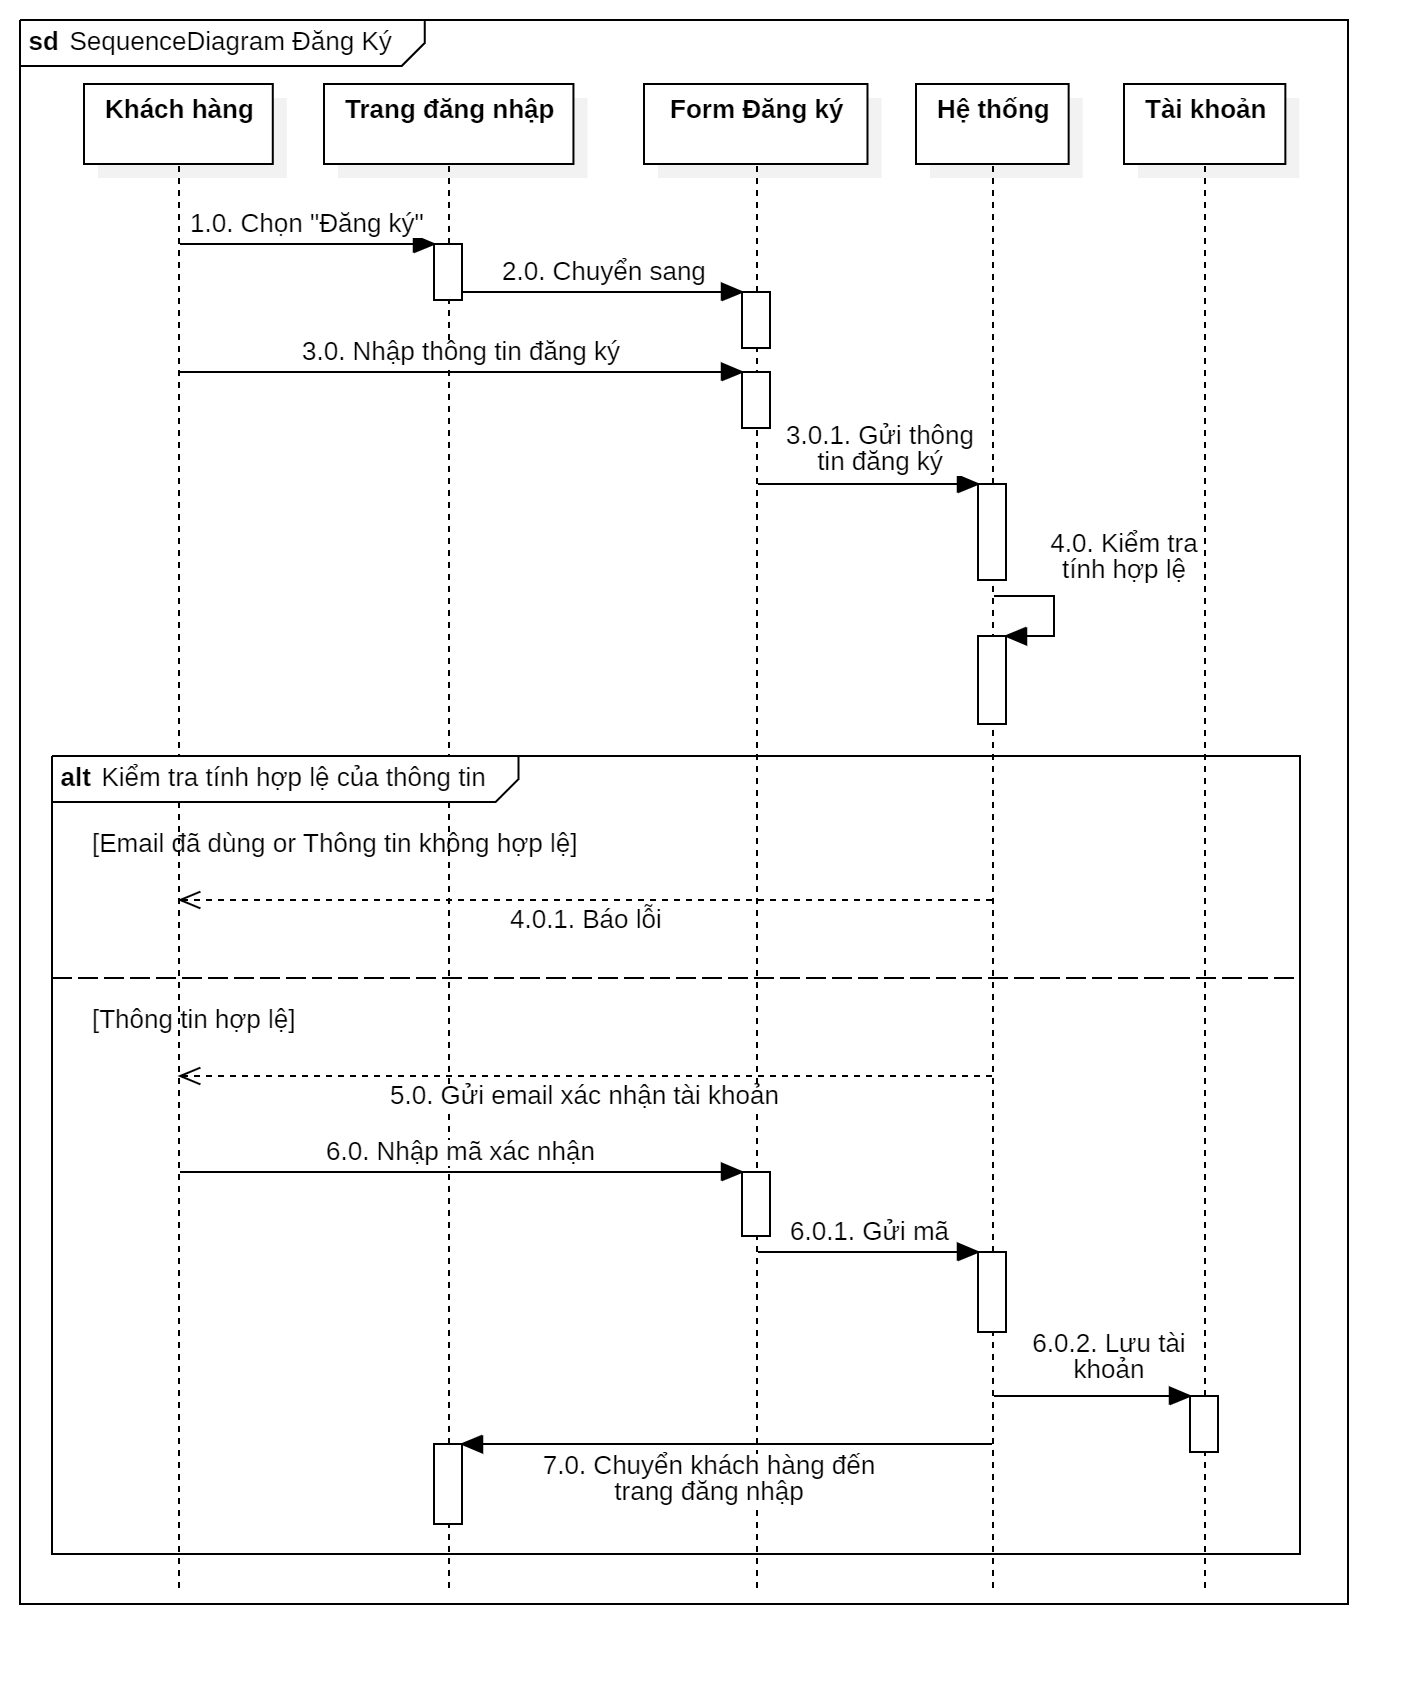 sd SequenceDiagram Đăng Ký
Khách hàng
Trang đăng nhập
Form Đăng ký
Hệ thống
Tài khoản
1.0. Chọn "Đăng ký"
2.0. Chuyển sang
3.0. Nhập thông tin đăng ký
3.0.1. Gửi thông
tin đăng ký
4.0. Kiểm tra
tính hợp lệ
alt Kiểm tra tính hợp lệ của thông tin
[Email đã dùng or Thông tin không hợp lệ]
4.0.1. Báo lỗi
[Thông tin hợp lệ]
5.0. Gửi email xác nhận tài khoản
6.0. Nhập mã xác nhận
6.0.1. Gửi mã
6.0.2. Lưu tài
khoản
7.0. Chuyển khách hàng đến
trang đăng nhập